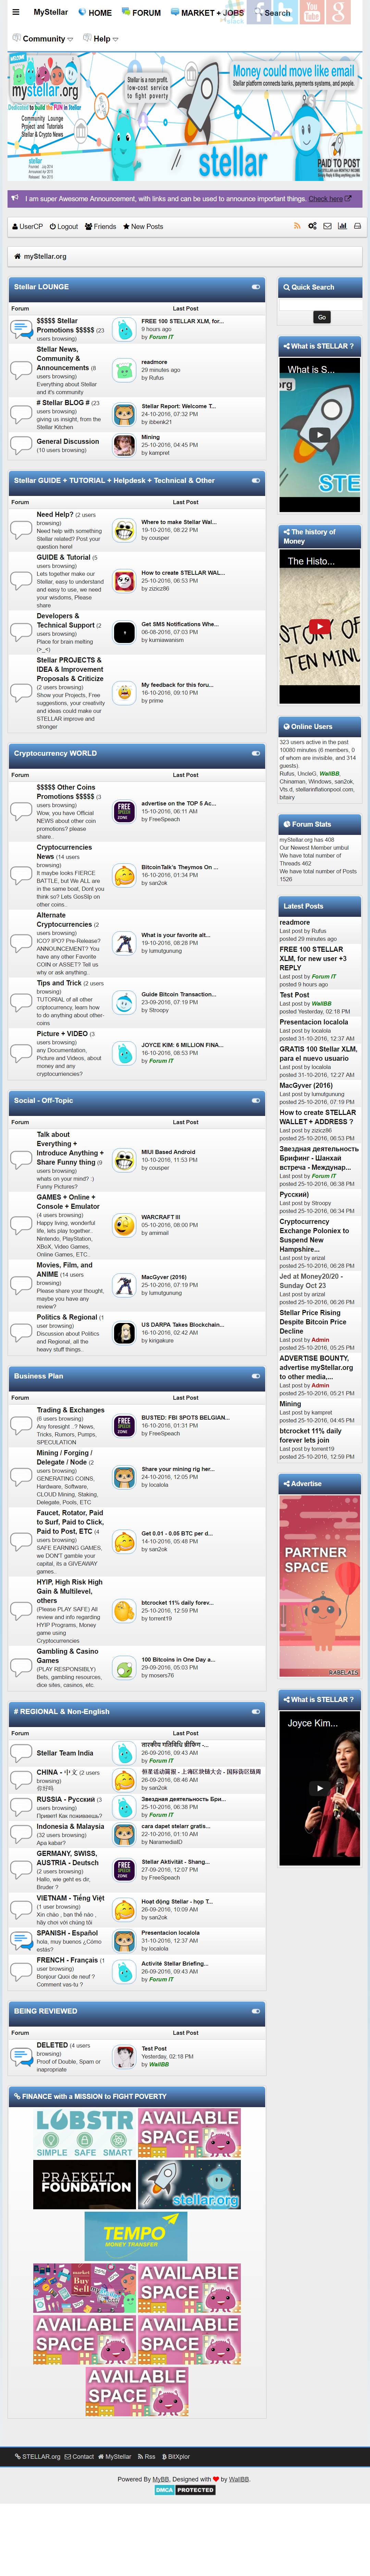 MyStellar HOME FORUM MARKET + JOBS Search
Community Help
mystellar.org
Dedicated to build the FUN in Stellar
Community Lounge
Project and Tutorials
Stellar & Crypto News
Stellar is a non profit,
low-cost service
to fight poverty
Money could move like email
Stellar platform connects banks, payments systems, and people.
stellar
PAID TO POST
I am super Awesome Announcement, with links and can be used to announce important things. Check here
UserCP Logout Friends New Posts
myStellar.org
Stellar LOUNGE
Forum Last Post
$$$$$ Stellar
Promotions $$$$$ (23
users browsing)
FREE 100 STELLAR XLM, for...
9 hours ago
by Forum IT
Stellar News,
Community &
Announcements (8
users browsing)
Everything about Stellar
and it's community
readmore
29 minutes ago
by Rufus
# Stellar BLOG # (23
users browsing)
giving us insight, from the
Stellar Kitchen
Stellar Report: Welcome T...
24-10-2016, 07:32 PM
by ibbenk21
General Discussion
(10 users browsing)
Mining
25-10-2016, 04:45 PM
by kampret
Stellar GUIDE + TUTORIAL + Helpdesk + Technical & Other
Forum Last Post
Need Help? (2 users
browsing)
Need help with something
Stellar related? Post your
question here!
Where to make Stellar Wal...
19-10-2016, 08:22 PM
by cousper
GUIDE & Tutorial (5
users browsing)
Lets together make our
Stellar, easy to understand
and easy to use, we need
your wisdoms, Please
share
How to create STELLAR WAL...
25-10-2016, 06:53 PM
by zizicz86
Developers &
Technical Support (2
users browsing)
Place for brain melting
(>_<)
Get SMS Notifications Whe...
06-08-2016, 07:03 PM
by kurniawanism
Stellar PROJECTS &
IDEA & Improvement
Proposals & Criticize
(2 users browsing)
Show your Projects, Free
suggestions, your creativity
and ideas could make our
STELLAR improve and
stronger
My feedback for this foru...
16-10-2016, 09:10 PM
by prime
Cryptocurrency WORLD
Forum Last Post
$$$$$ Other Coins
Promotions $$$$$ (3
users browsing)
Wow, you have Official
NEWS about other coin
promotions? please
share..
advertise on the TOP 5 Ac...
15-10-2016, 06:11 AM
by FreeSpeach
Cryptocurrencies
News (14 users
browsing)
It maybe looks FIERCE
BATTLE, but We ALL are
in the same boat, Dont you
think so? Lets GosSIp on
other coins..
BitcoinTalk's Theymos On ...
16-10-2016, 01:34 PM
by san2ok
Alternate
Cryptocurrencies (2
users browsing)
ICO? IPO? Pre-Release?
ANNOUNCEMENT? You
have any other Favorite
COIN or ASSET? Tell us
why or ask anything..
What is your favorite alt...
19-10-2016, 08:28 PM
by lumutgunung
Tips and Trick (2 users
browsing)
TUTORIAL of all other
crptocurrency, learn how
to do anything about other-
coins
Guide Bitcoin Transaction...
23-09-2016, 07:19 PM
by Stroopy
Picture + VIDEO (3
users browsing)
any Documentation,
Picture and Videos, about
money and any
cryptocurrencies?
JOYCE KIM: 6 MILLION FINA...
16-10-2016, 08:53 PM
by Forum IT
Social - Off-Topic
Forum Last Post
Talk about
Everything +
Introduce Anything +
Share Funny thing (9
users browsing)
whats on your mind? :)
Funny Pictures?
MIUI Based Android
10-10-2016, 11:53 PM
by cousper
GAMES + Online +
Console + Emulator
(4 users browsing)
Happy living, wonderful
life, lets play together..
Nintendo, PlayStation,
XBoX, Video Games,
Online Games, ETC..
WARCRAFT III
05-10-2016, 08:00 PM
by amimail
Movies, Film, and
ANIME (14 users
browsing)
Please share your thought,
maybe you have any
review?
MacGyver (2016)
25-10-2016, 07:19 PM
by lumutgunung
Politics & Regional (1
user browsing)
Discussion about Politics
and Regional, all the
heavy stuff things..
US DARPA Takes Blockchain...
16-10-2016, 02:42 AM
by kingakure
Business Plan
Forum Last Post
Trading & Exchanges
(6 users browsing)
Any foresight ..? News,
Tricks, Rumors, Pumps,
SPECULATION
BUSTED: FBI SPOTS BELGIAN...
16-10-2016, 01:31 PM
by FreeSpeach
Mining / Forging /
Delegate / Node (2
users browsing)
GENERATING COINS,
Hardware, Software,
CLOUD Mining, Staking,
Delegate, Pools, ETC
Share your mining rig her...
24-10-2016, 12:05 PM
by localola
Faucet, Rotator, Paid
to Surf, Paid to Click,
Paid to Post, ETC (4
users browsing)
SAFE EARNING GAMES,
we DON'T gamble your
capital, its a GIVEAWAY
games.
Get 0.01 - 0.05 BTC per d...
14-10-2016, 05:48 PM
by san2ok
HYIP, High Risk High
Gain & Multilevel,
others
(Please PLAY SAFE) All
review and info regarding
HYIP Programs, Money
game using
Cryptocurrencies
btcrocket 11% daily forev...
25-10-2016, 12:59 PM
by torrent19
Gambling & Casino
Games
(PLAY RESPONSIBLY)
Bets, gambling resources,
dice sites, casinos, etc.
100 Bitcoins in One Day a...
29-09-2016, 05:03 PM
by mosers76
# REGIONAL & Non-English
Forum Last Post
Stellar Team India
तारकीय गतिविधि ब्रीफिंग -...
26-09-2016, 09:43 AM
by Forum IT
CHINA - 中文 (2 users
browsing)
你好吗
恒星活动简报 - 上海区块链大会 - 国际区块链周
26-09-2016, 08:46 AM
by san2ok
RUSSIA - Русский (3
users browsing)
Привет! Как поживаешь?
Звездная деятельность Бри...
25-10-2016, 06:38 PM
by Forum IT
Indonesia & Malaysia
(32 users browsing)
Apa kabar?
cara dapet stelarr gratis...
22-10-2016, 01:10 AM
by NaramediaID
GERMANY, SWISS,
AUSTRIA - Deutsch
(2 users browsing)
Hallo, wie geht es dir,
Bruder ?
Stellar Aktivität - Shang...
27-09-2016, 12:07 PM
by FreeSpeach
VIETNAM - Tiếng Việt
(1 user browsing)
Xin chào , bạn thế nào ,
hãy chơi với chúng tôi
Hoạt động Stellar - họp T...
26-09-2016, 10:09 AM
by san2ok
SPANISH - Español
hola, muy buenos ¿Cómo
estás?
Presentacion localola
31-10-2016, 12:37 AM
by localola
FRENCH - Français (1
user browsing)
Bonjour Quoi de neuf ?
Comment vas-tu ?
Activité Stellar Briefing...
26-09-2016, 09:43 AM
by Forum IT
BEING REVIEWED
Forum Last Post
DELETED (4 users
browsing)
Proof of Double, Spam or
inapropriate
Test Post
Yesterday, 02:18 PM
by WallBB
FINANCE with a MISSION to FIGHT POVERTY
LOBSTR
SIMPLE SAFE SMART
AVAILABLE
SPACE
PRAEKELT
FOUNDATION
stellar.org
TEMPO
MONEY TRANSFER
market
Buy
Sell
AVAILABLE
SPACE
AVAILABLE
SPACE
AVAILABLE
SPACE
AVAILABLE
SPACE
Quick Search
Go
What is STELLAR ?
What is S...
The history of
Money
The Histo...
STORY OF
TEN MINU
Online Users
323 users active in the past
10080 minutes (6 members, 0
of whom are invisible, and 314
guests).
Rufus, UncleG, WallBB,
Chinaman, Windows, san2ok,
Vis.d, stellarinflationpool.com,
bitairy
Forum Stats
myStellar.org has 408
Our Newest Member umbul
We have total number of
Threads 462
We have total number of Posts
1526
Latest Posts
readmore
Last post by Rufus
posted 29 minutes ago
FREE 100 STELLAR
XLM, for new user +3
REPLY
Last post by Forum IT
posted 9 hours ago
Test Post
Last post by WallBB
posted Yesterday, 02:18 PM
Presentacion localola
Last post by localola
posted 31-10-2016, 12:37 AM
GRATIS 100 Stellar XLM,
para el nuevo usuario
Last post by localola
posted 31-10-2016, 12:27 AM
MacGyver (2016)
Last post by lumutgunung
posted 25-10-2016, 07:19 PM
How to create STELLAR
WALLET + ADDRESS ?
Last post by zizicz86
posted 25-10-2016, 06:53 PM
Звездная деятельность
Брифинг - Шанхай
встреча - Междунар...
Last post by Forum IT
posted 25-10-2016, 06:38 PM
Русский)
Last post by Stroopy
posted 25-10-2016, 06:34 PM
Cryptocurrency
Exchange Poloniex to
Suspend New
Hampshire...
Last post by arizal
posted 25-10-2016, 06:28 PM
Jed at Money20/20 -
Sunday Oct 23
Last post by arizal
posted 25-10-2016, 06:26 PM
Stellar Price Rising
Despite Bitcoin Price
Decline
Last post by Admin
posted 25-10-2016, 05:25 PM
ADVERTISE BOUNTY,
advertise myStellar.org
to other media,...
Last post by Admin
posted 25-10-2016, 05:21 PM
Mining
Last post by kampret
posted 25-10-2016, 04:45 PM
btcrocket 11% daily
forever lets join
Last post by torrent19
posted 25-10-2016, 12:59 PM
Advertise
PARTNER
SPACE
RABELAIS
What is STELLAR ?
Joyce Kim...
STELLAR.org Contact MyStellar Rss BitXplor
Powered By MyBB, Designed with by WallBB.
DMCA PROTECTED